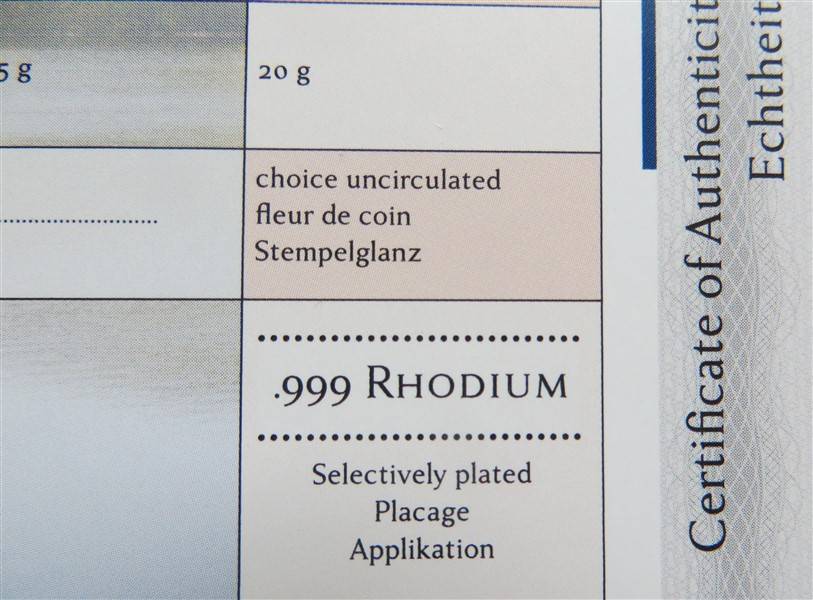 5 g
20 g
choice uncirculated
fleur de coin
Stempelglanz
.999 RHODIUM
Selectively plated
Placage
Applikation
Certificate of Authenticit
Echtheit